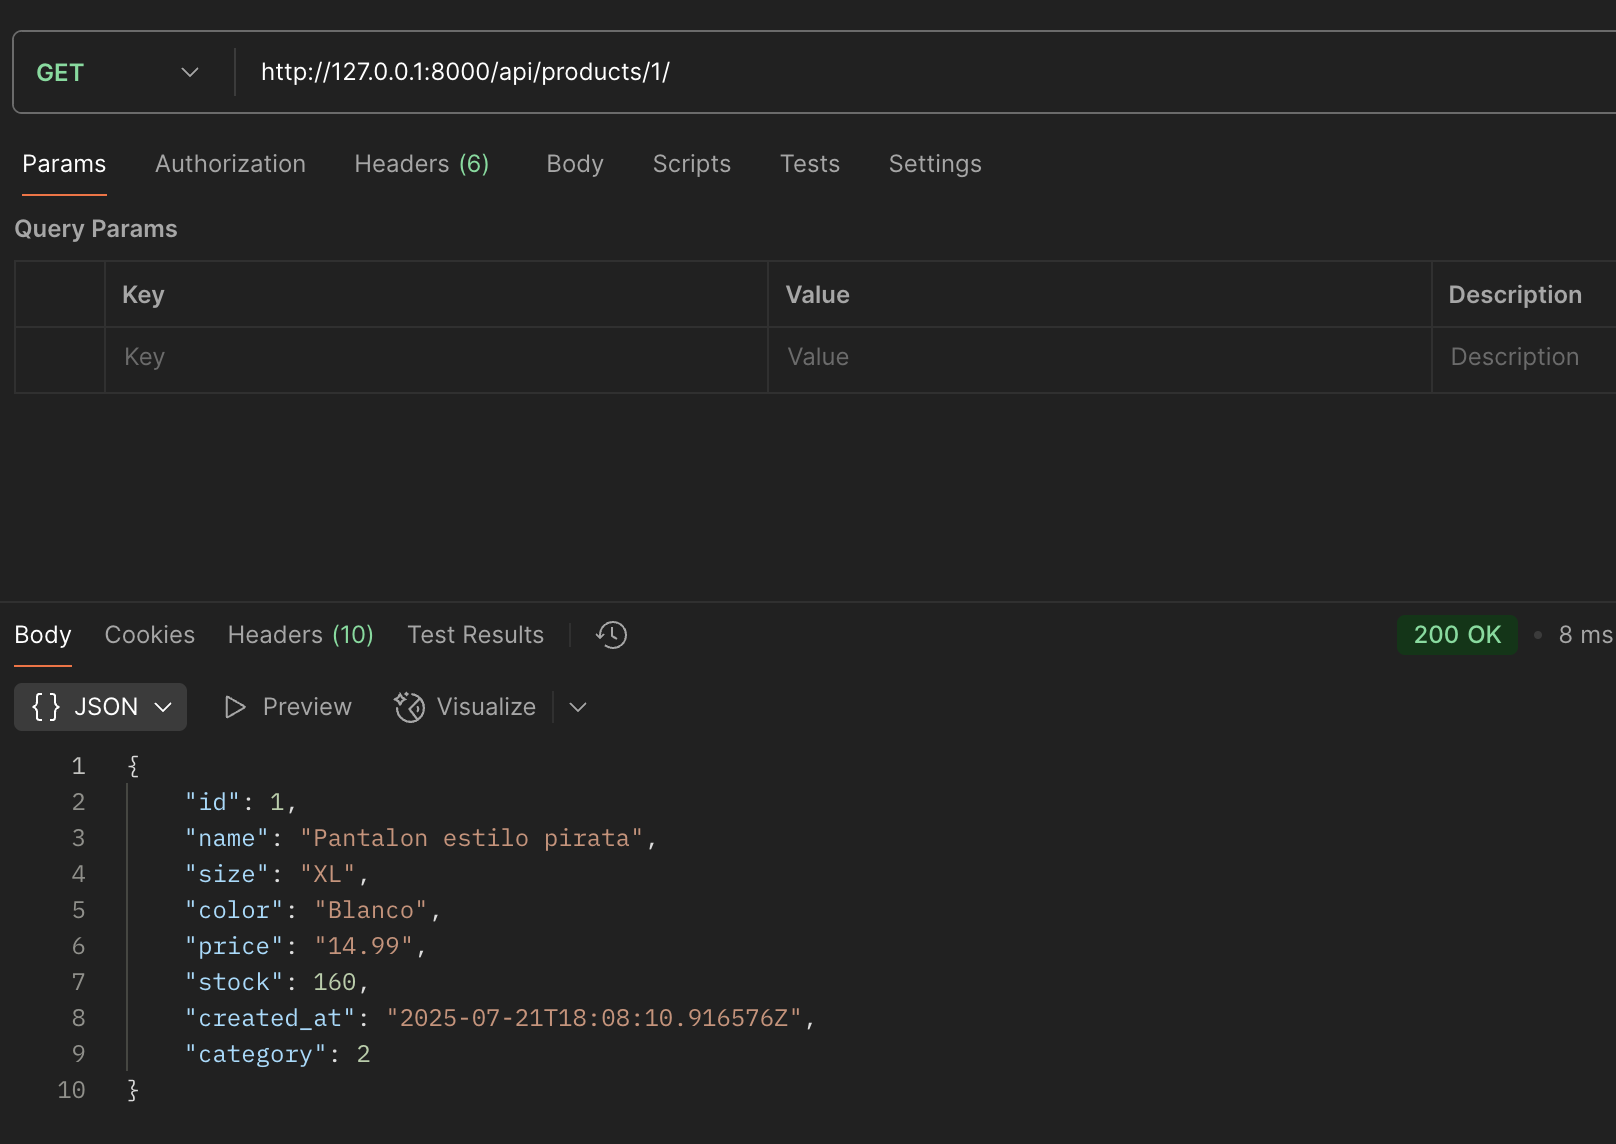 GET http://127.0.0.1:8000/api/products/1/
Params Authorization Headers (6) Body Scripts Tests Settings
Query Params
Key Value Description
Key Value Description
Body Cookies Headers (10) Test Results 200 OK • 8 ms
{} JSON Preview Visualize
1 {
2 "id": 1,
3 "name": "Pantalon estilo pirata",
4 "size": "XL",
5 "color": "Blanco",
6 "price": "14.99",
7 "stock": 160,
8 "created_at": "2025-07-21T18:08:10.916576Z",
9 "category": 2
10 }